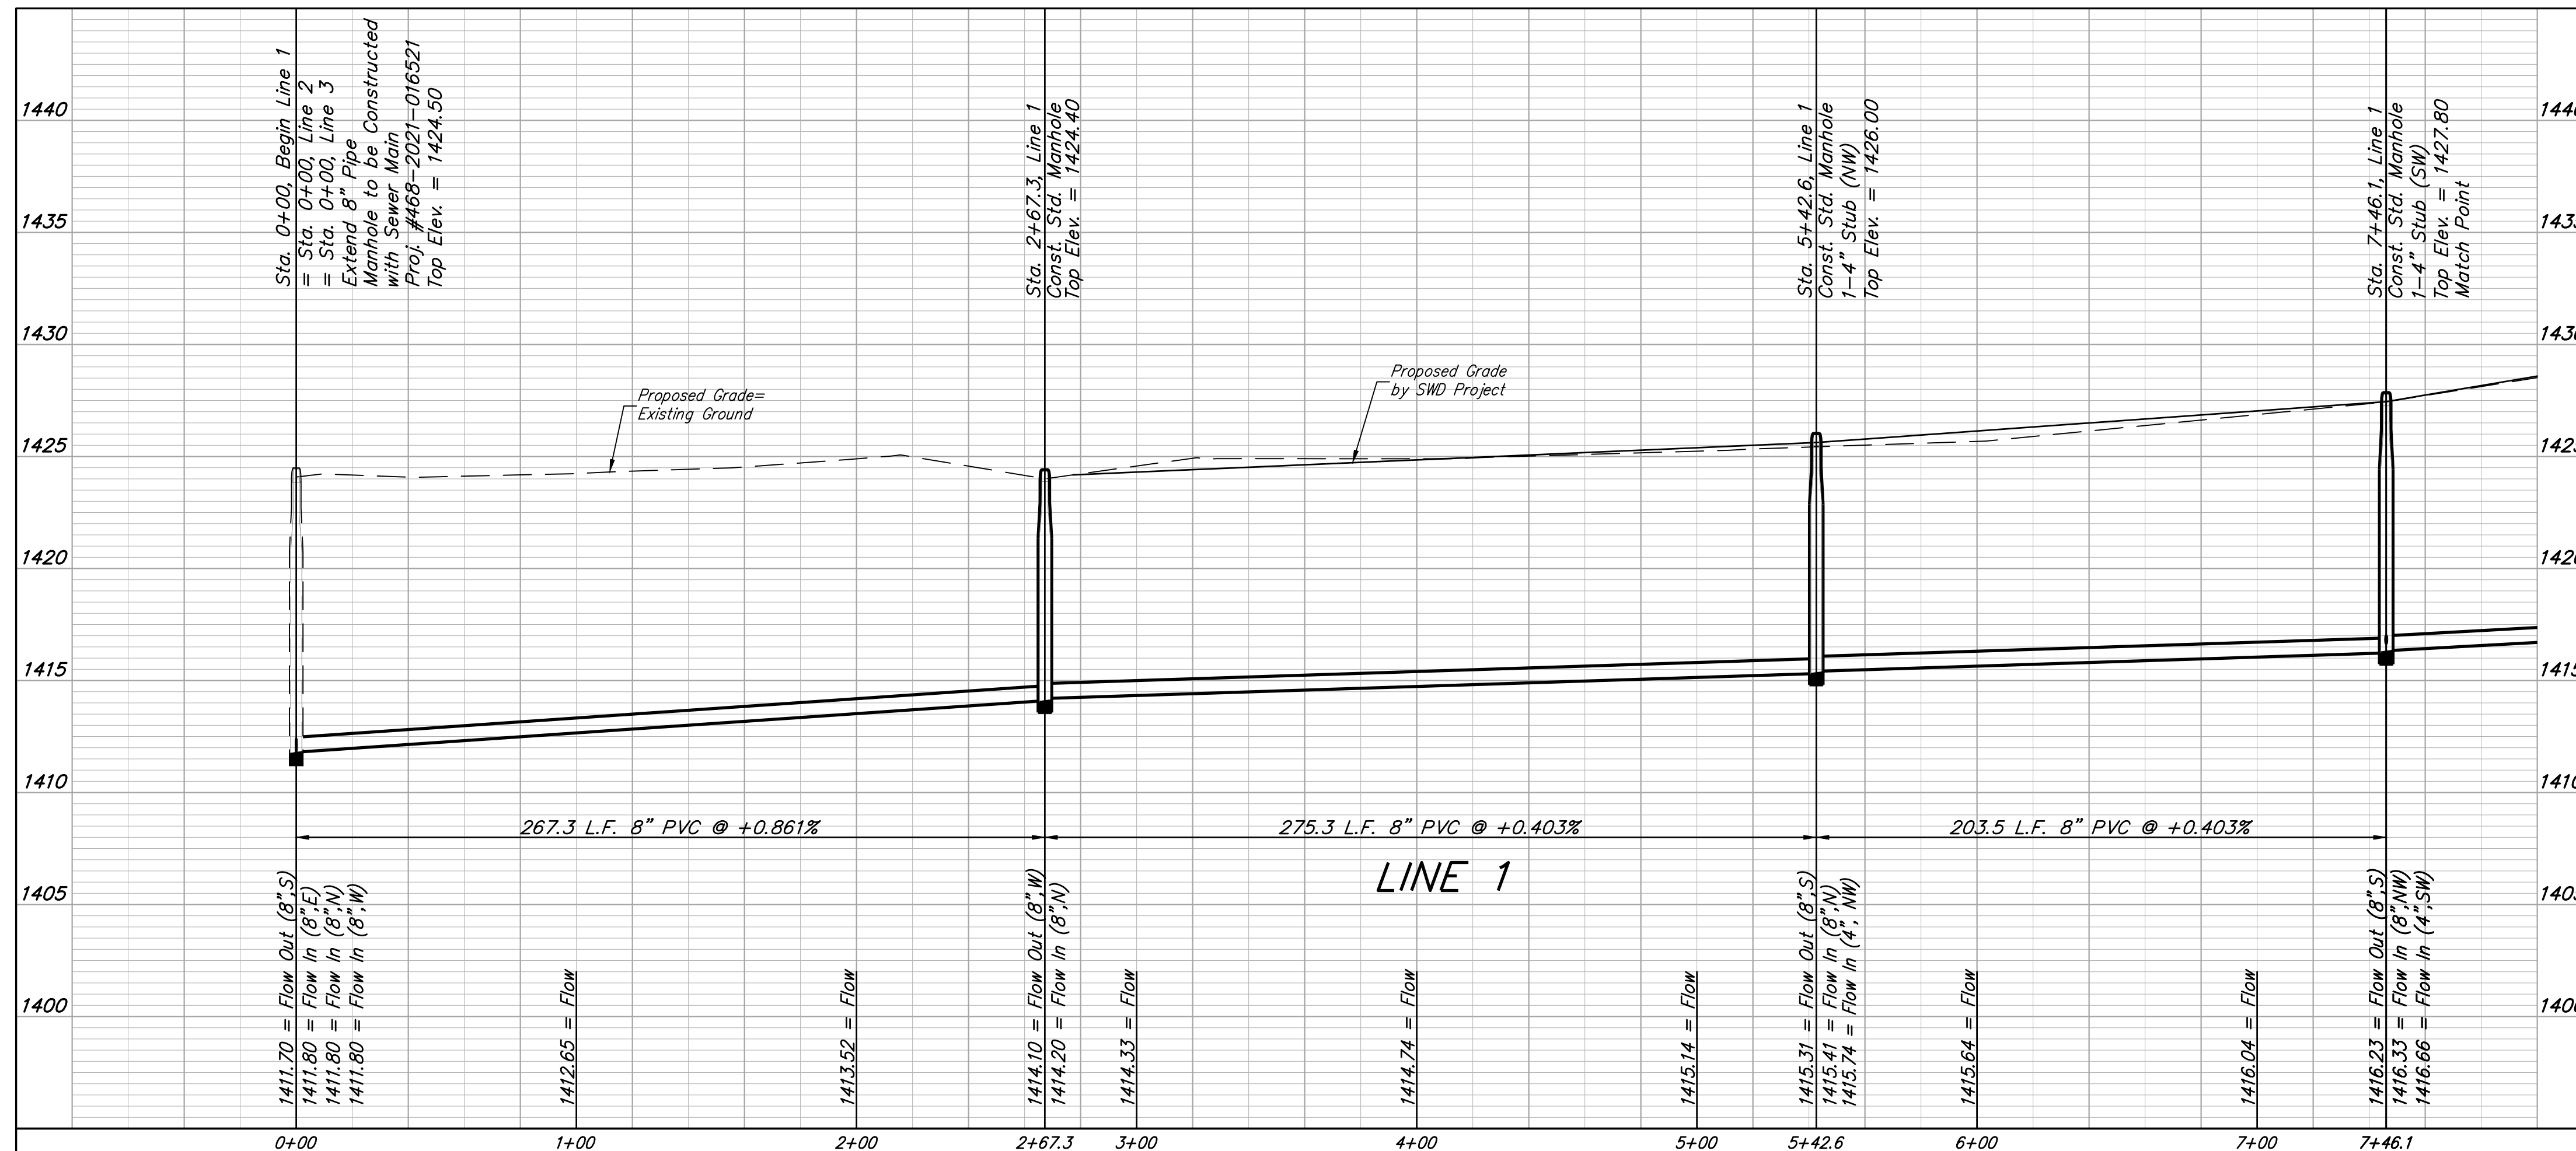 Sta. 0+00, Begin Line 1
= Sta. 0+00, Line 2
= Sta. 0+00, Line 3
Extend 8" Pipe
Manhole to be Constructed
with Sewer Main
Proj. #468-2021-016521
Top Elev. = 1424.50
Sta. 2+67.3, Line 1
Const. Std. Manhole
Top Elev. = 1424.40
Sta. 5+42.6, Line 1
Const. Std. Manhole
1-4" Stub (NW)
Top Elev. = 1426.00
Sta. 7+46.1, Line 1
Const. Std. Manhole
1-4" Stub (SW)
Top Elev. = 1427.80
Match Point
1440
1435
1430
1425
1420
1415
1410
1405
1400
Proposed Grade=
Existing Ground
Proposed Grade
by SWD Project
267.3 L.F. 8" PVC @ +0.861%
275.3 L.F. 8" PVC @ +0.403%
203.5 L.F. 8" PVC @ +0.403%
LINE 1
1411.70 = Flow Out (8",S)
1411.80 = Flow In (8",E)
1411.80 = Flow In (8",N)
1411.80 = Flow In (8",W)
1412.65 = Flow
1413.52 = Flow
1414.10 = Flow Out (8",W)
1414.20 = Flow In (8",N)
1414.33 = Flow
1414.74 = Flow
1415.14 = Flow
1415.31 = Flow Out (8",S)
1415.41 = Flow In (8",N)
1415.74 = Flow In (4", NW)
1415.64 = Flow
1416.04 = Flow
1416.23 = Flow Out (8",S)
1416.33 = Flow In (8",NW)
1416.66 = Flow In (4",SW)
0+00
1+00
2+00
2+67.3
3+00
4+00
5+00
5+42.6
6+00
7+00
7+46.1